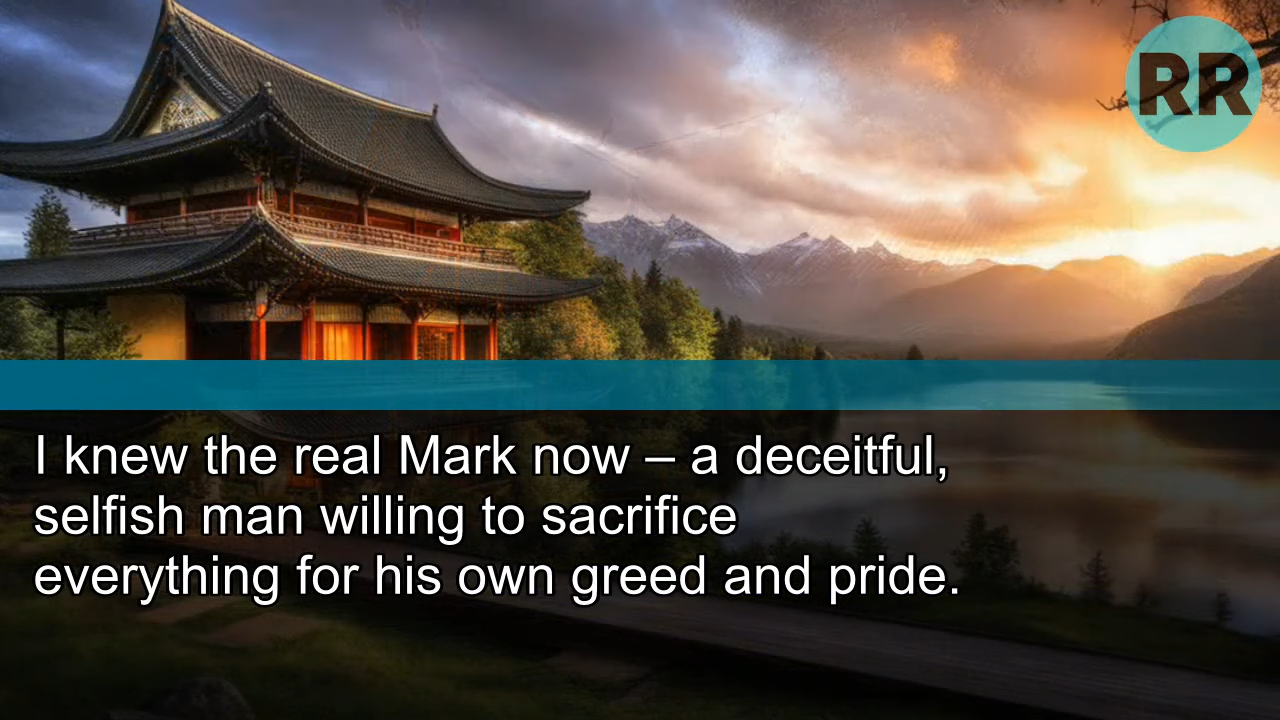 RR
I knew the real Mark now – a deceitful,
selfish man willing to sacrifice
everything for his own greed and pride.